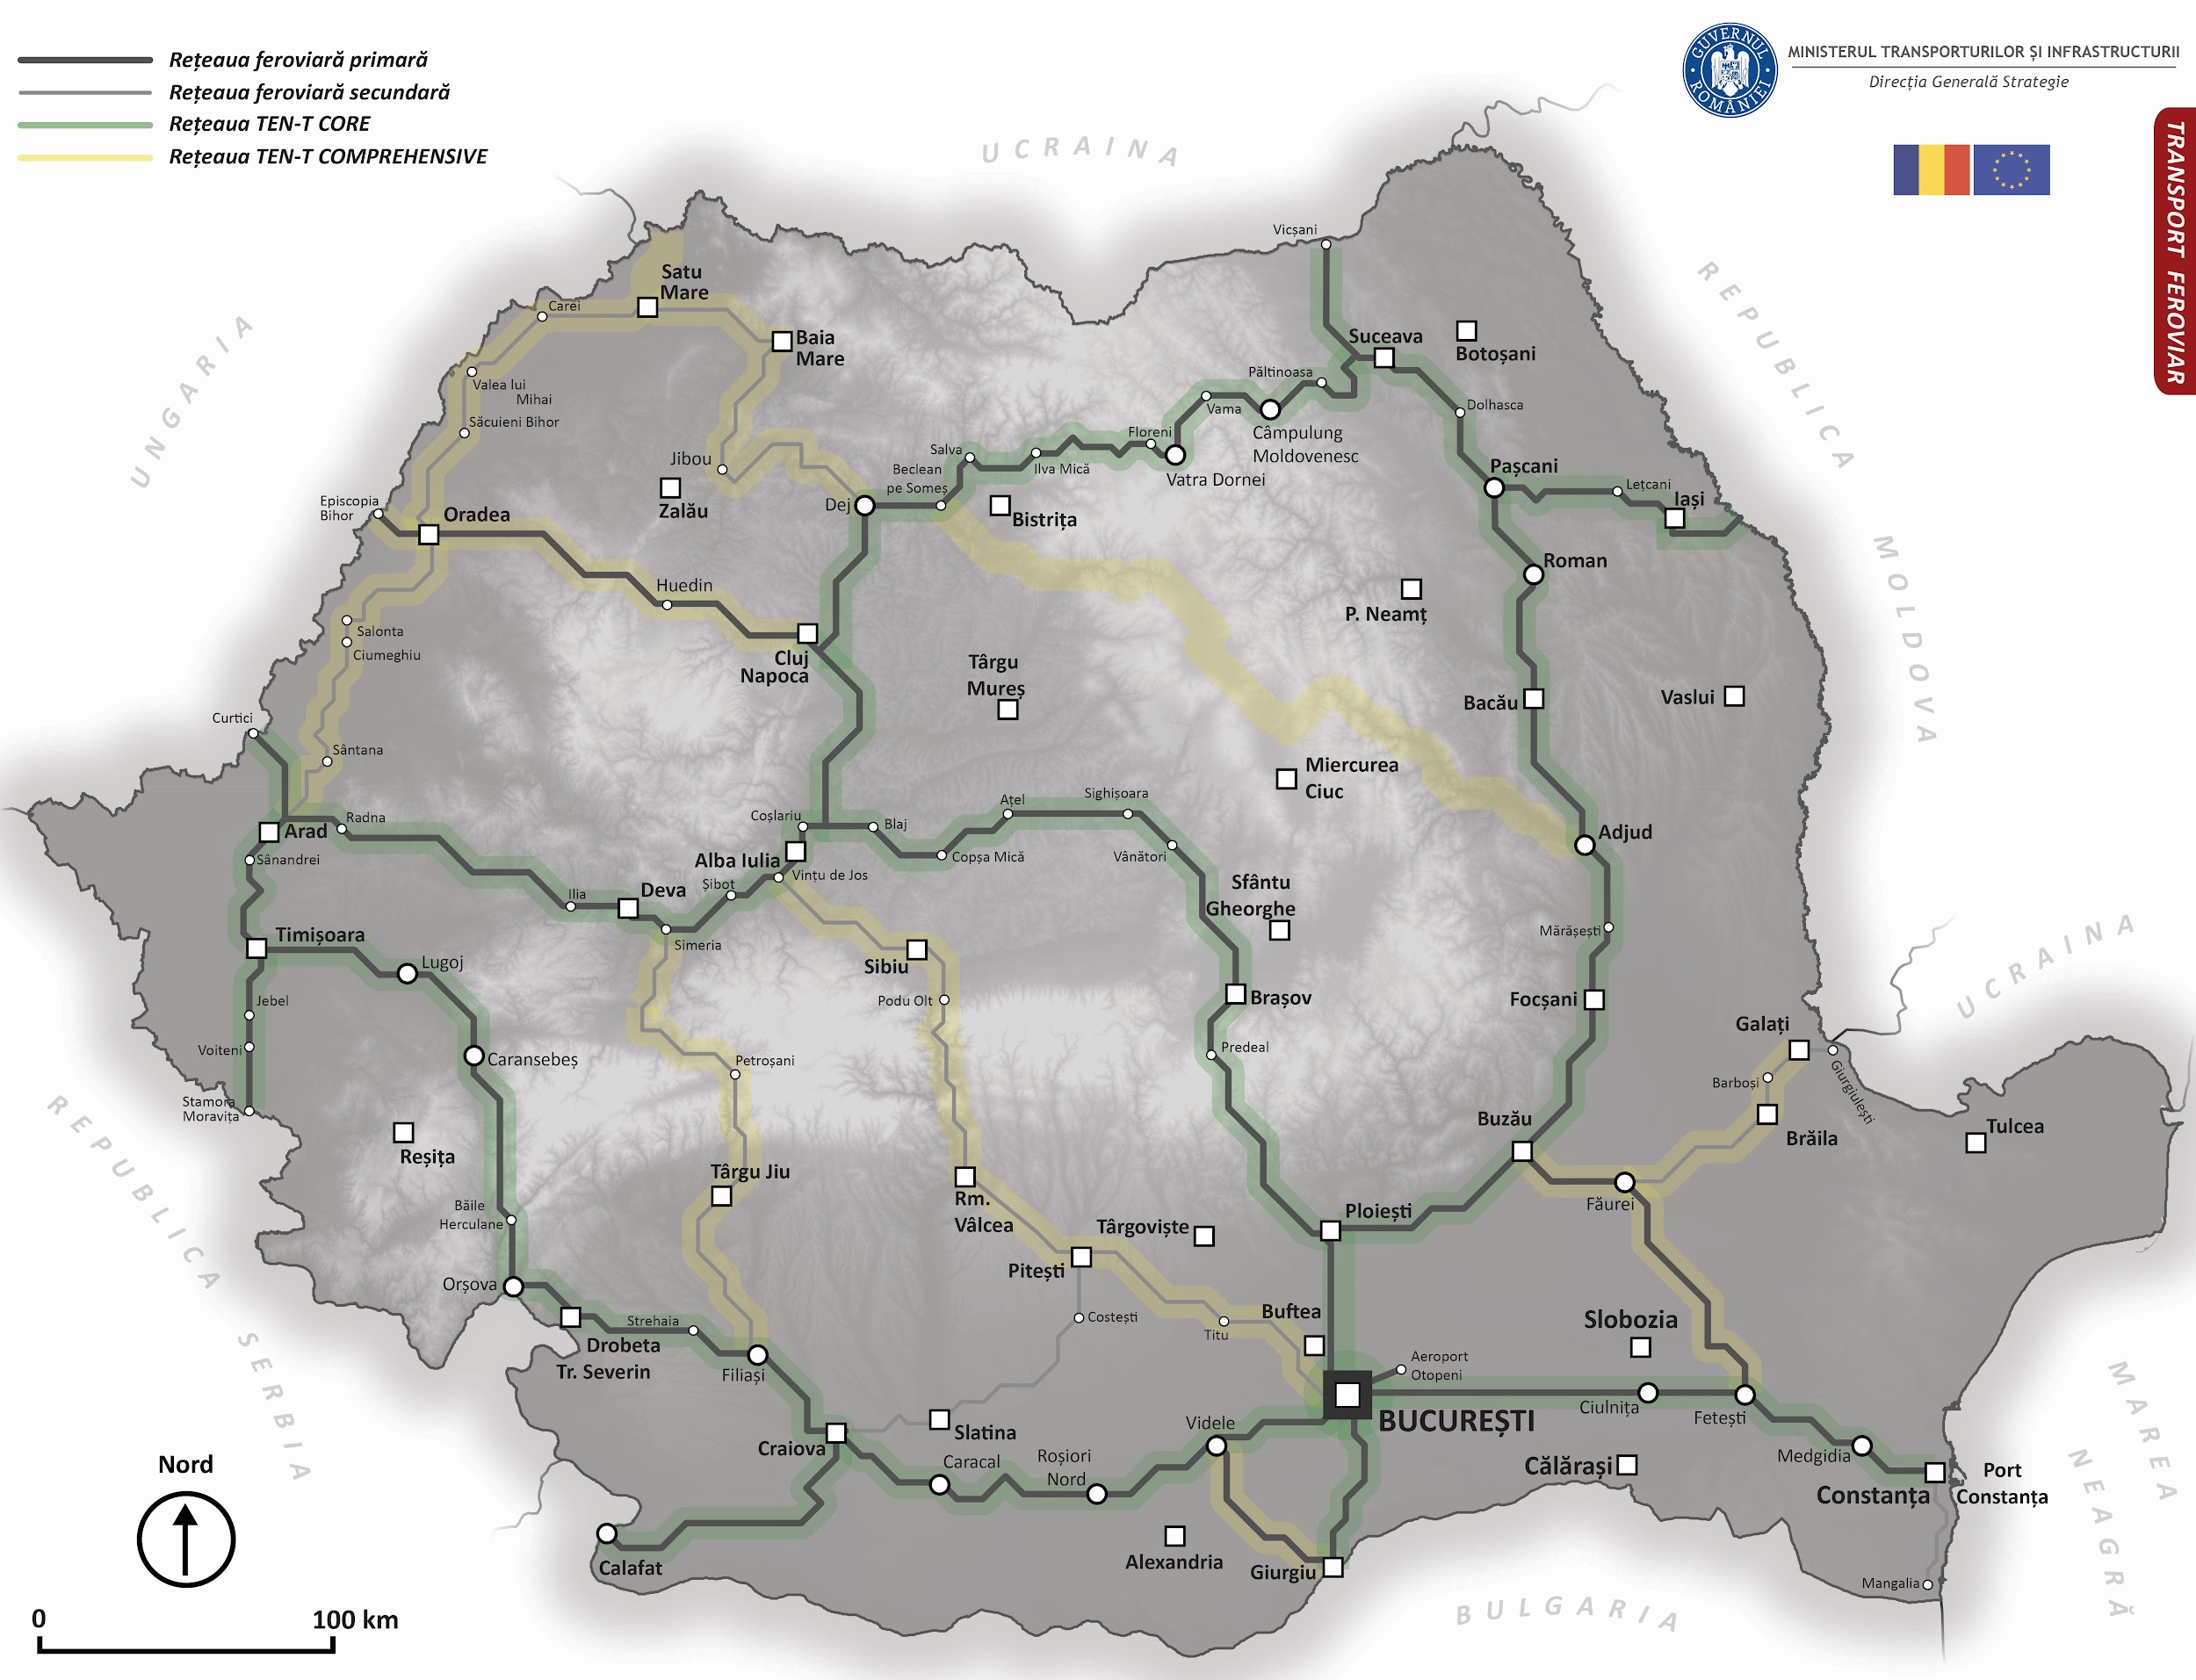 Rețeaua feroviară primară
Rețeaua feroviară secundară
Rețeaua TEN-T CORE
Rețeaua TEN-T COMPREHENSIVE
GUVERNUL
ROMÂNIEI
MINISTERUL TRANSPORTURILOR ȘI INFRASTRUCTURII
Direcția Generală Strategie
TRANSPORT FEROVIAR
UCRAINA
UNGARIA
REPUBLICA
MOLDOVA
Vicșani
Satu
Mare
Carei
Baia
Mare
Suceava
Botoșani
Valea lui
Mihai
Săcuieni Bihor
Păltinoasa
Vama
Câmpulung
Moldovenesc
Dolhasca
Floreni
Vatra Dornei
Salva
Ilva Mică
Beclean
pe Someș
Jibou
Zalău
Dej
Bistrița
Pașcani
Lețcani
Iași
Episcopia
Bihor
Oradea
Roman
Huedin
P. Neamț
Salonta
Ciumeghiu
Cluj
Napoca
Târgu
Mureș
Bacău
Vaslui
Curtici
Sântana
Miercurea
Ciuc
Arad
Radna
Coșlariu
Blaj
Ațel
Sighișoara
Adjud
Sânandrei
Alba Iulia
Copșa Mică
Vânători
Vințu de Jos
Șibot
Ilia
Deva
Sfântu
Gheorghe
Simeria
Mărășești
Timișoara
Lugoj
Sibiu
UCRAINA
Jebel
Podu Olt
Brașov
Focșani
Galați
Voiteni
Caransebeș
Petroșani
Predeal
Barboși
Giurgiulești
Stamora
Moravița
Reșița
Buzău
Brăila
Tulcea
REPUBLICA
SERBIA
Târgu Jiu
Rm.
Vâlcea
Băile
Herculane
Târgoviște
Ploiești
Făurei
Pitești
Orșova
Drobeta
Tr. Severin
Strehaia
Filiași
Costești
Titu
Buftea
Slobozia
Aeroport
Otopeni
BUCUREȘTI
Ciulnița
Fetești
MAREA
NEAGRĂ
Craiova
Slatina
Caracal
Roșiori
Nord
Videle
Călărași
Medgidia
Constanța
Port
Constanța
Calafat
Alexandria
Giurgiu
Mangalia
BULGARIA
Nord
0
100 km